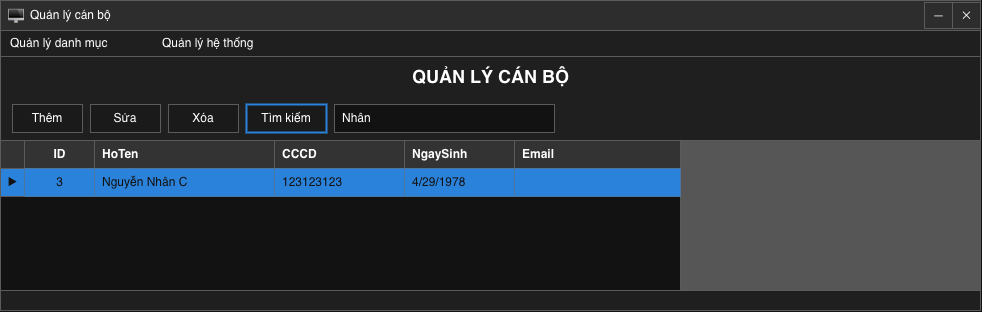 Quản lý cán bộ
Quản lý danh mục Quản lý hệ thống
QUẢN LÝ CÁN BỘ
Thêm Sửa Xóa Tìm kiếm Nhân
ID HoTen CCCD NgaySinh Email
3 Nguyễn Nhân C 123123123 4/29/1978